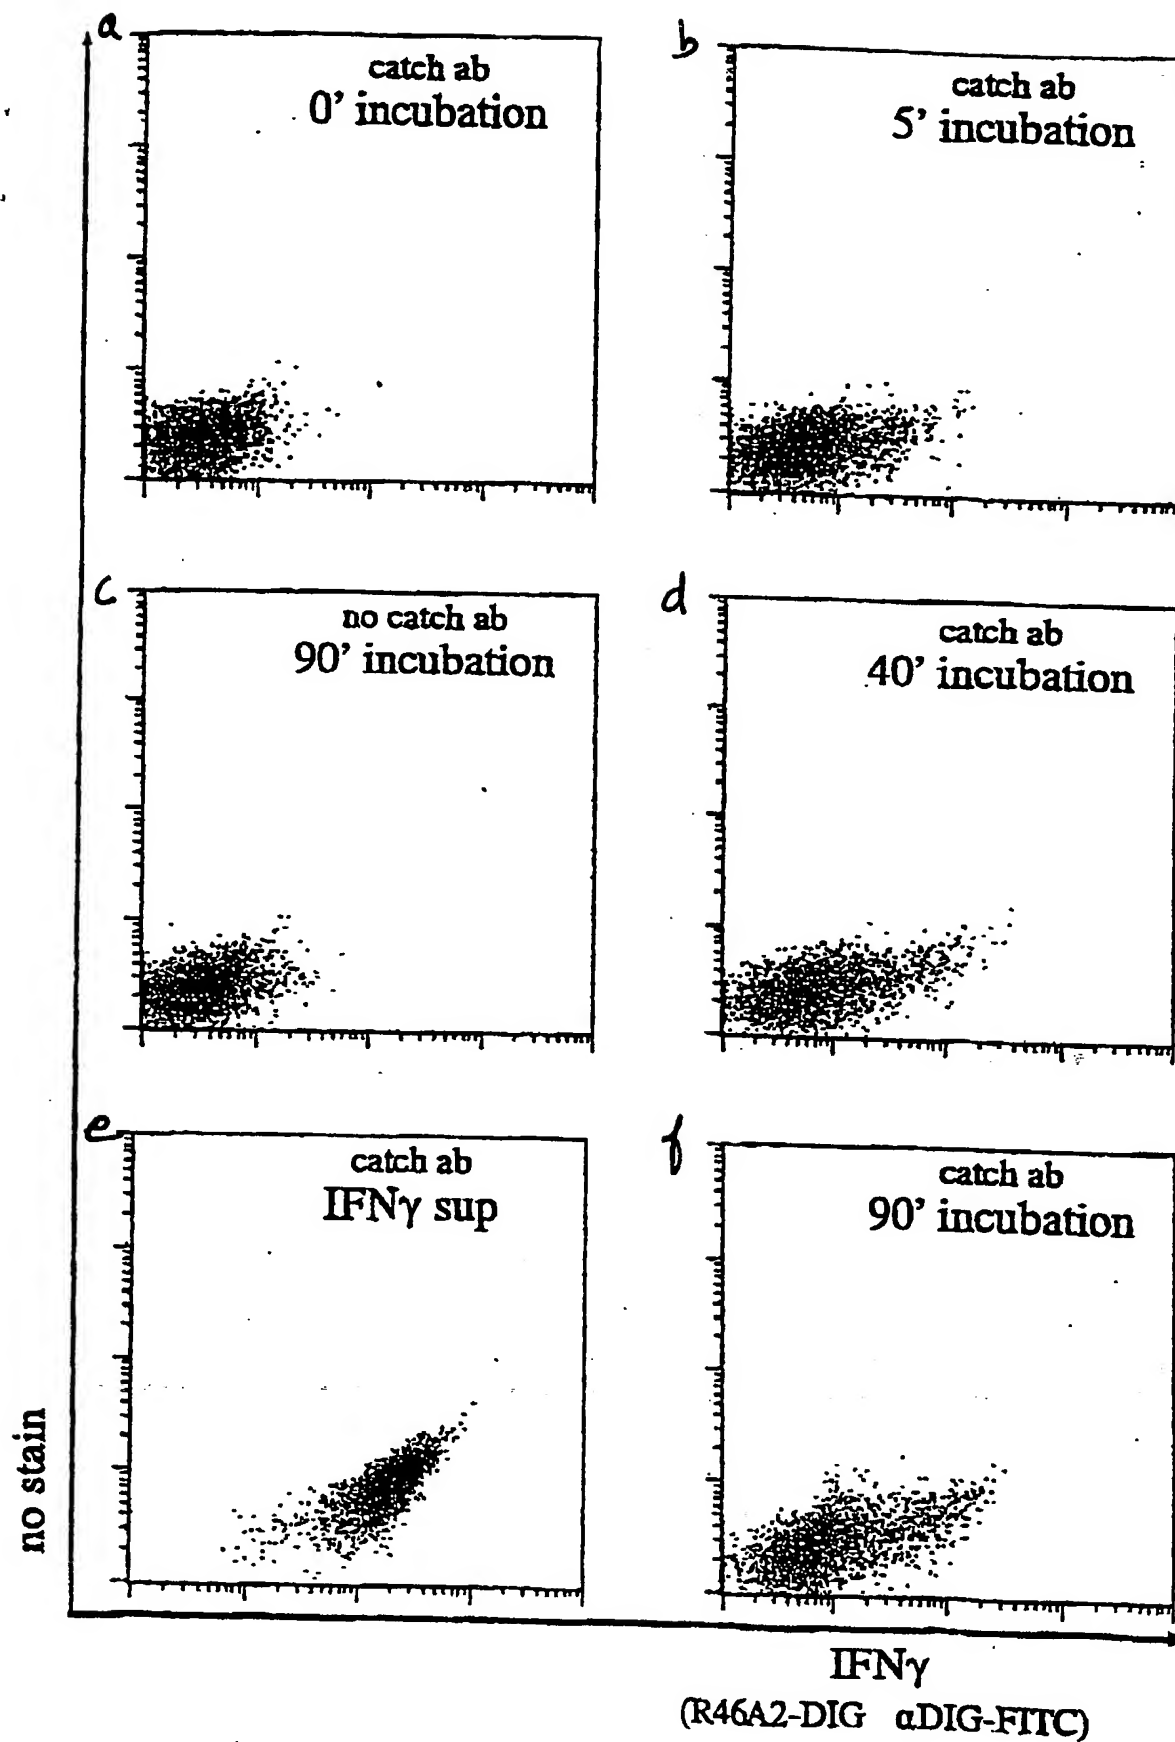 a
catch ab
0' incubation
b
catch ab
5' incubation
c
no catch ab
90' incubation
d
catch ab
40' incubation
e
catch ab
IFNγ sup
f
catch ab
90' incubation
no stain
IFNγ
(R46A2-DIG αDIG-FITC)